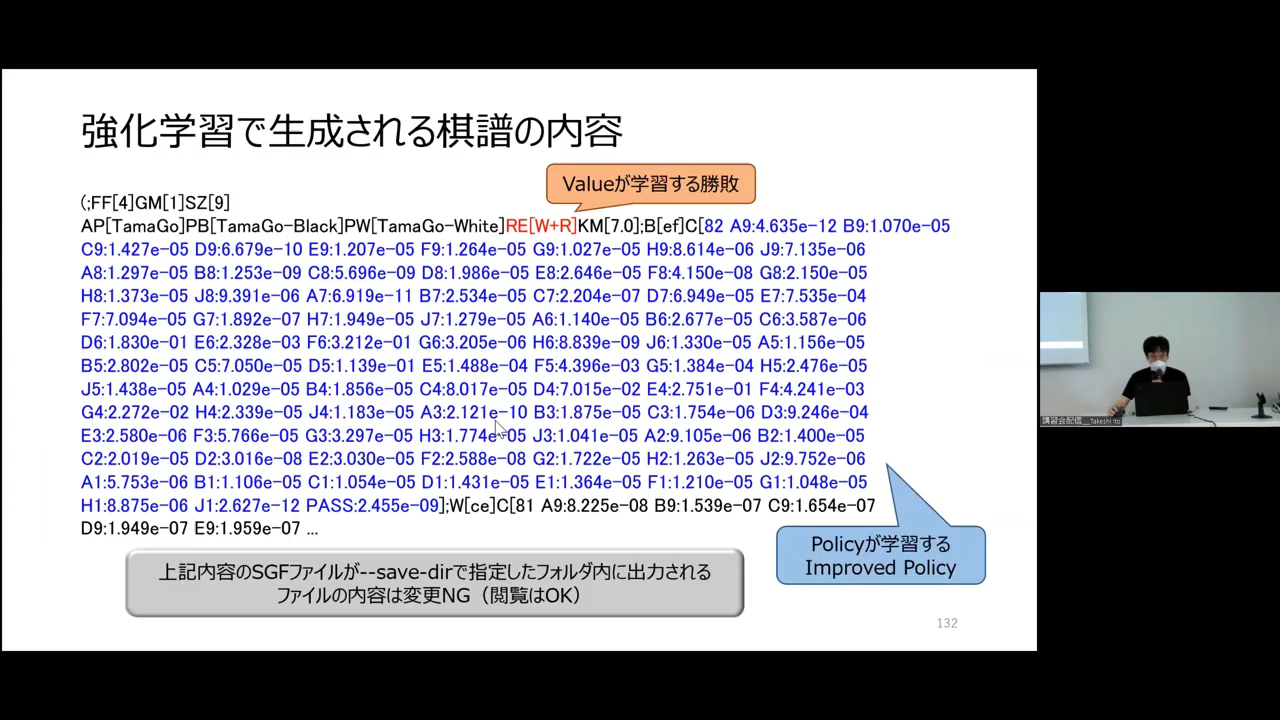 強化学習で生成される棋譜の内容
Valueが学習する勝敗
(;FF[4]GM[1]SZ[9]
AP[TamaGo]PB[TamaGo-Black]PW[TamaGo-White]RE[W+R]KM[7.0];B[ef]C[82 A9:4.635e-12 B9:1.070e-05
C9:1.427e-05 D9:6.679e-10 E9:1.207e-05 F9:1.264e-05 G9:1.027e-05 H9:8.614e-06 J9:7.135e-06
A8:1.297e-05 B8:1.253e-09 C8:5.696e-09 D8:1.986e-05 E8:2.646e-05 F8:4.150e-08 G8:2.150e-05
H8:1.373e-05 J8:9.391e-06 A7:6.919e-11 B7:2.534e-05 C7:2.204e-07 D7:6.949e-05 E7:7.535e-04
F7:7.094e-05 G7:1.892e-07 H7:1.949e-05 J7:1.279e-05 A6:1.140e-05 B6:2.677e-05 C6:3.587e-06
D6:1.830e-01 E6:2.328e-03 F6:3.212e-01 G6:3.205e-06 H6:8.839e-09 J6:1.330e-05 A5:1.156e-05
B5:2.802e-05 C5:7.050e-05 D5:1.139e-01 E5:1.488e-04 F5:4.396e-03 G5:1.384e-04 H5:2.476e-05
J5:1.438e-05 A4:1.029e-05 B4:1.856e-05 C4:8.017e-05 D4:7.015e-02 E4:2.751e-01 F4:4.241e-03
G4:2.272e-02 H4:2.339e-05 J4:1.183e-05 A3:2.121e-10 B3:1.875e-05 C3:1.754e-06 D3:9.246e-04
E3:2.580e-06 F3:5.766e-05 G3:3.297e-05 H3:1.774e-05 J3:1.041e-05 A2:9.105e-06 B2:1.400e-05
C2:2.019e-05 D2:3.016e-08 E2:3.030e-05 F2:2.588e-08 G2:1.722e-05 H2:1.263e-05 J2:9.752e-06
A1:5.753e-06 B1:1.106e-05 C1:1.054e-05 D1:1.431e-05 E1:1.364e-05 F1:1.210e-05 G1:1.048e-05
H1:8.875e-06 J1:2.627e-12 PASS:2.455e-09];W[ce]C[81 A9:8.225e-08 B9:1.539e-07 C9:1.654e-07
D9:1.949e-07 E9:1.959e-07 ...
Policyが学習する
Improved Policy
上記内容のSGFファイルが--save-dirで指定したフォルダ内に出力される
ファイルの内容は変更NG（閲覧はOK）
132
講習会配信__Takeshi Ito